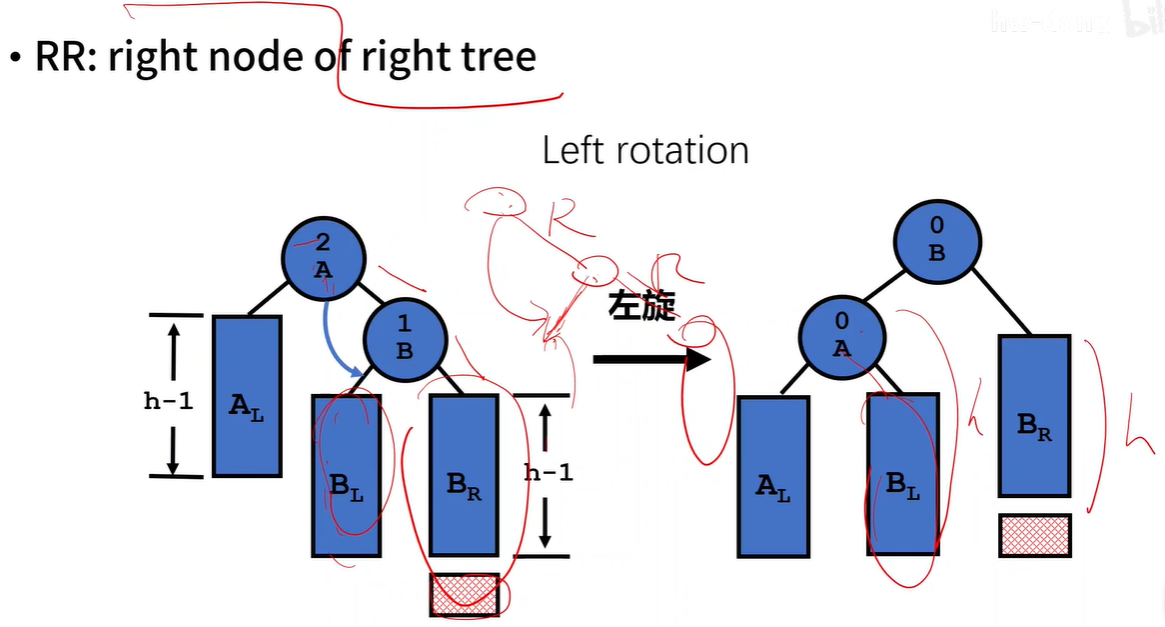 • RR: right node of right tree
Left rotation
2
A
1
B
h-1
A_L
B_L
B_R
h-1
R
R
左旋
0
B
0
A
A_L
B_L
B_R
h
h